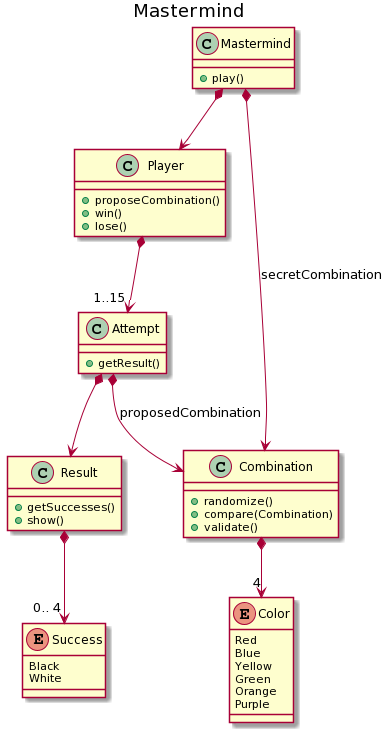 Mastermind
C Mastermind
play()
C Player
proposeCombination()
win()
lose()
secretCombination
1..15
C Attempt
getResult()
proposedCombination
C Result
getSuccesses()
show()
C Combination
randomize()
compare(Combination)
validate()
0.. 4
4
E Success
Black
White
E Color
Red
Blue
Yellow
Green
Orange
Purple